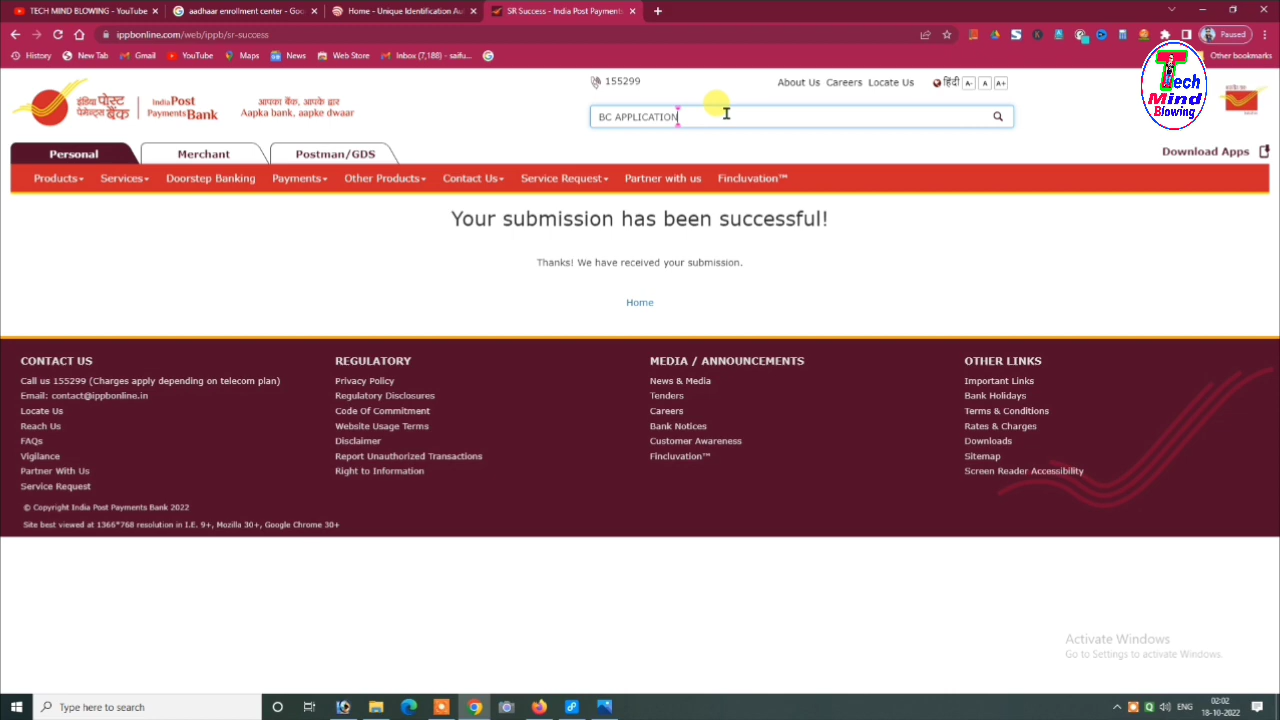 TECH MIND BLOWING - YouTube
aadhaar enrollment center - Goo
Home - Unique Identification Au
SR Success - India Post Payment
ippbonline.com/web/ippb/sr-success
Paused
History New Tab Gmail YouTube Maps News Web Store Inbox (7,188) - saifu... Other bookmarks
इंडिया पोस्ट पेमेन्ट्स बैंक
India Post Payments Bank
आपका बैंक, आपके द्वार
Aapka bank, aapke dwaar
155299
About Us Careers Locate Us हिंदी A- A A+
BC APPLICATION
Tech Mind Blowing
Personal Merchant Postman/GDS
Download Apps
Products Services Doorstep Banking Payments Other Products Contact Us Service Request Partner with us Fincluvation™
Your submission has been successful!
Thanks! We have received your submission.
Home
CONTACT US
Call us 155299 (Charges apply depending on telecom plan)
Email: contact@ippbonline.in
Locate Us
Reach Us
FAQs
Vigilance
Partner With Us
Service Request
REGULATORY
Privacy Policy
Regulatory Disclosures
Code Of Commitment
Website Usage Terms
Disclaimer
Report Unauthorized Transactions
Right to Information
MEDIA / ANNOUNCEMENTS
News & Media
Tenders
Careers
Bank Notices
Customer Awareness
Fincluvation™
OTHER LINKS
Important Links
Bank Holidays
Terms & Conditions
Rates & Charges
Downloads
Sitemap
Screen Reader Accessibility
© Copyright India Post Payments Bank 2022
Site best viewed at 1366*768 resolution in I.E. 9+, Mozilla 30+, Google Chrome 30+
Activate Windows
Go to Settings to activate Windows.
Type here to search
ENG
02:02
18-10-2022